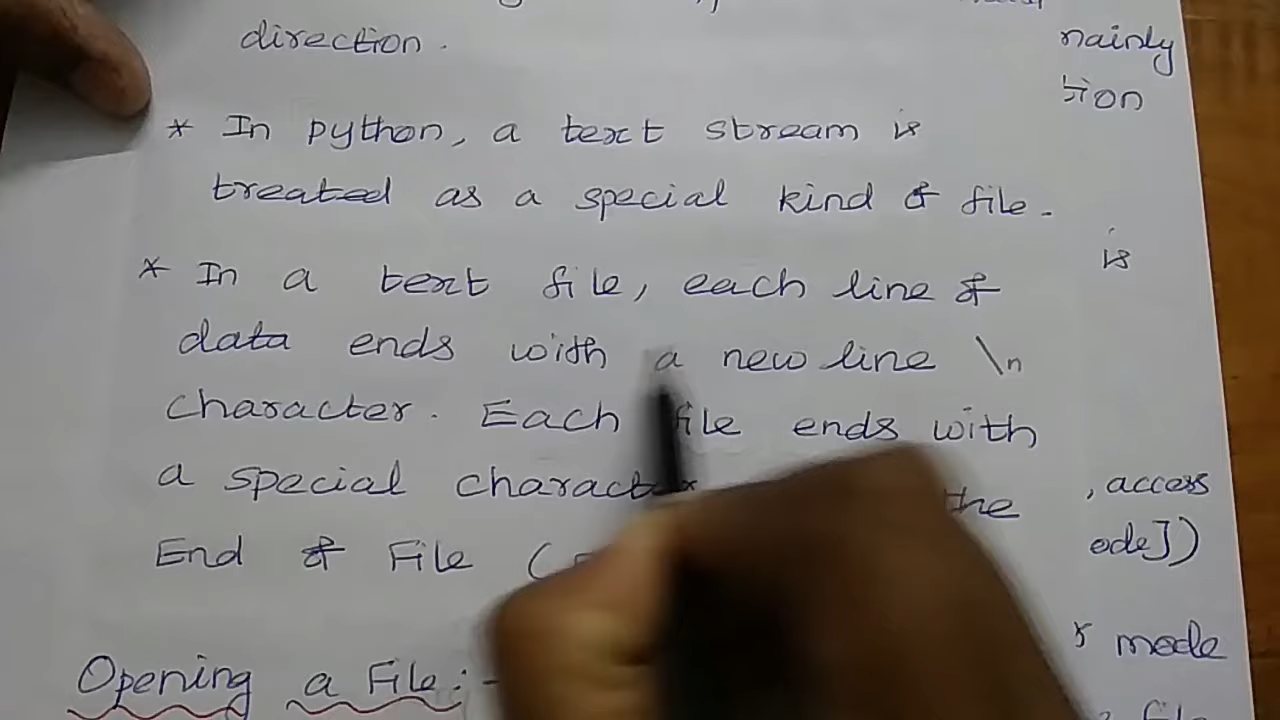 direction.
nainly
tion
* In python, a text stream is
treated as a special kind of file.
is
* In a text file, each line of
data ends with a new line \n
character. Each file ends with
a special character the
, access
End of File (
ode])
r mode
Opening a File:-
file